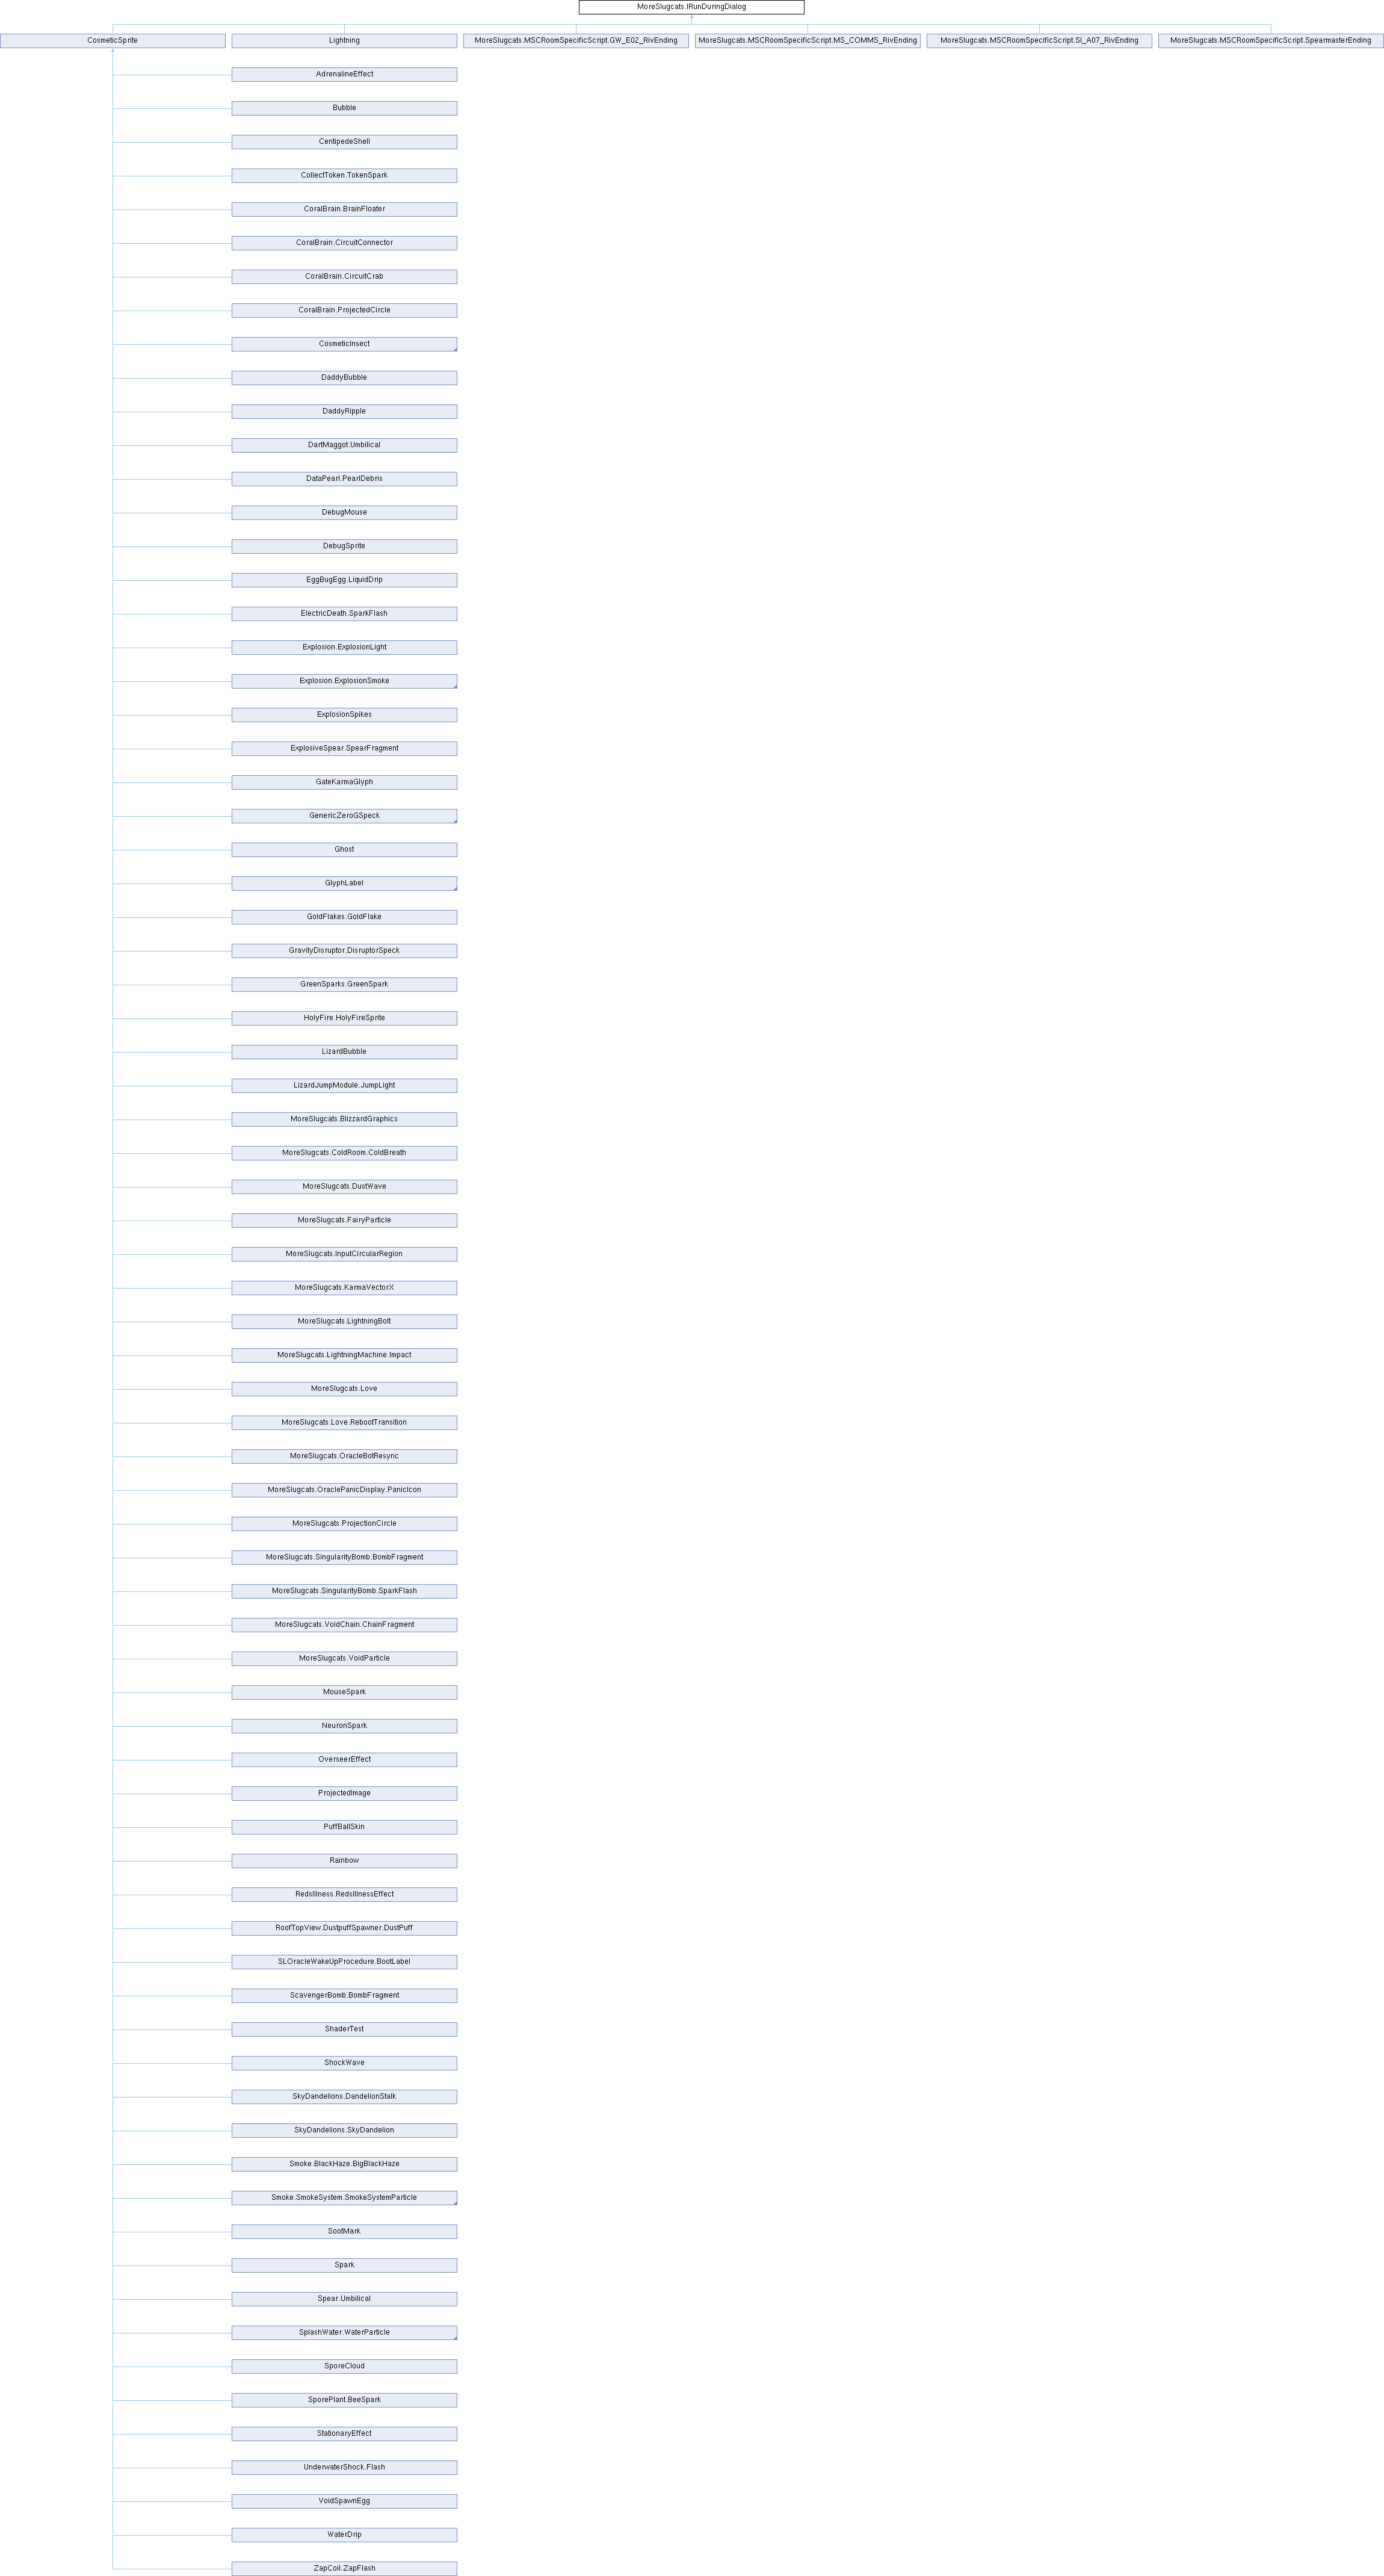 MoreSlugcats.IRunDuringDialog
CosmeticSprite
Lightning
MoreSlugcats.MSCRoomSpecificScript.GW_E02_RivEnding
MoreSlugcats.MSCRoomSpecificScript.MS_COMMS_RivEnding
MoreSlugcats.MSCRoomSpecificScript.SI_A07_RivEnding
MoreSlugcats.MSCRoomSpecificScript.SpearmasterEnding
AdrenalineEffect
Bubble
CentipedeShell
CollectToken.TokenSpark
CoralBrain.BrainFloater
CoralBrain.CircuitConnector
CoralBrain.CircuitCrab
CoralBrain.ProjectedCircle
CosmeticInsect
DaddyBubble
DaddyRipple
DartMaggot.Umbilical
DataPearl.PearlDebris
DebugMouse
DebugSprite
EggBugEgg.LiquidDrip
ElectricDeath.SparkFlash
Explosion.ExplosionLight
Explosion.ExplosionSmoke
ExplosionSpikes
ExplosiveSpear.SpearFragment
GateKarmaGlyph
GenericZeroGSpeck
Ghost
GlyphLabel
GoldFlakes.GoldFlake
GravityDisruptor.DisruptorSpeck
GreenSparks.GreenSpark
HolyFire.HolyFireSprite
LizardBubble
LizardJumpModule.JumpLight
MoreSlugcats.BlizzardGraphics
MoreSlugcats.ColdRoom.ColdBreath
MoreSlugcats.DustWave
MoreSlugcats.FairyParticle
MoreSlugcats.InputCircularRegion
MoreSlugcats.KarmaVectorX
MoreSlugcats.LightningBolt
MoreSlugcats.LightningMachine.Impact
MoreSlugcats.Love
MoreSlugcats.Love.RebootTransition
MoreSlugcats.OracleBotResync
MoreSlugcats.OraclePanicDisplay.PanicIcon
MoreSlugcats.ProjectionCircle
MoreSlugcats.SingularityBomb.BombFragment
MoreSlugcats.SingularityBomb.SparkFlash
MoreSlugcats.VoidChain.ChainFragment
MoreSlugcats.VoidParticle
MouseSpark
NeuronSpark
OverseerEffect
ProjectedImage
PuffBallSkin
Rainbow
RedsIllness.RedsIllnessEffect
RoofTopView.DustpuffSpawner.DustPuff
SLOracleWakeUpProcedure.BootLabel
ScavengerBomb.BombFragment
ShaderTest
ShockWave
SkyDandelions.DandelionStalk
SkyDandelions.SkyDandelion
Smoke.BlackHaze.BigBlackHaze
Smoke.SmokeSystem.SmokeSystemParticle
SootMark
Spark
Spear.Umbilical
SplashWater.WaterParticle
SporeCloud
SporePlant.BeeSpark
StationaryEffect
UnderwaterShock.Flash
VoidSpawnEgg
WaterDrip
ZapCoil.ZapFlash